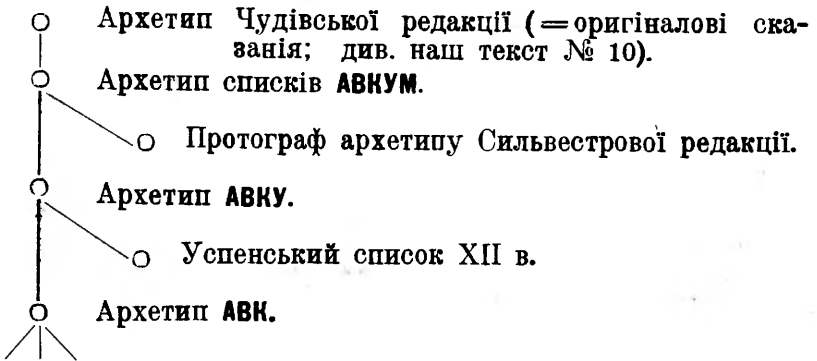 Архетип Чудівської редакції (=оригіналові ска-
занія; див. наш текст № 10).
Архетип списків АВКУМ.
Протограф архетипу Сильвестрової редакції.
Архетип АВКУ.
Успенський список XII в.
Архетип АВК.